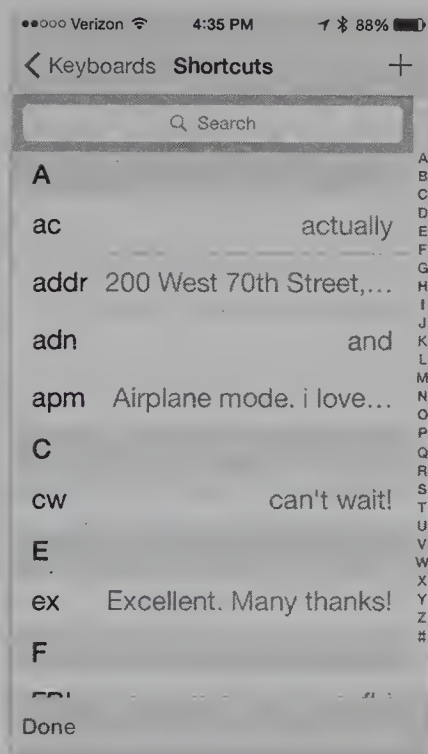 Verizon 4:35 PM 88%
Keyboards Shortcuts +
Search
A
ac actually
addr 200 West 70th Street,...
adn and
apm Airplane mode. i love...
C
cw can't wait!
E
ex Excellent. Many thanks!
F
Done
A
B
C
D
E
F
G
H
I
J
K
L
M
N
O
P
Q
R
S
T
U
V
W
X
Y
Z
#